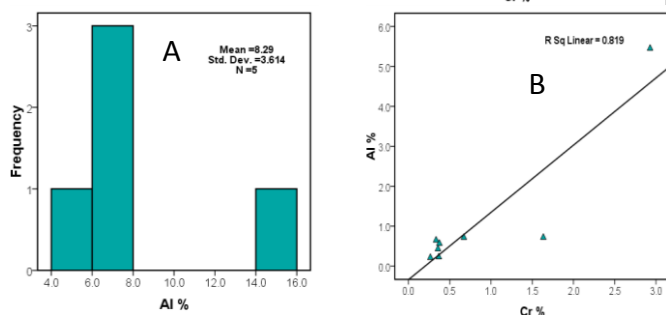 A
Mean =8.29
Std. Dev. =3.614
N =5
Frequency
3
2
1
0
4.0 6.0 8.0 10.0 12.0 14.0 16.0
Al %
R Sq Linear = 0.819
B
Al %
6.0
5.0
4.0
3.0
2.0
1.0
0.0
0.0 0.5 1.0 1.5 2.0 2.5 3.0
Cr %